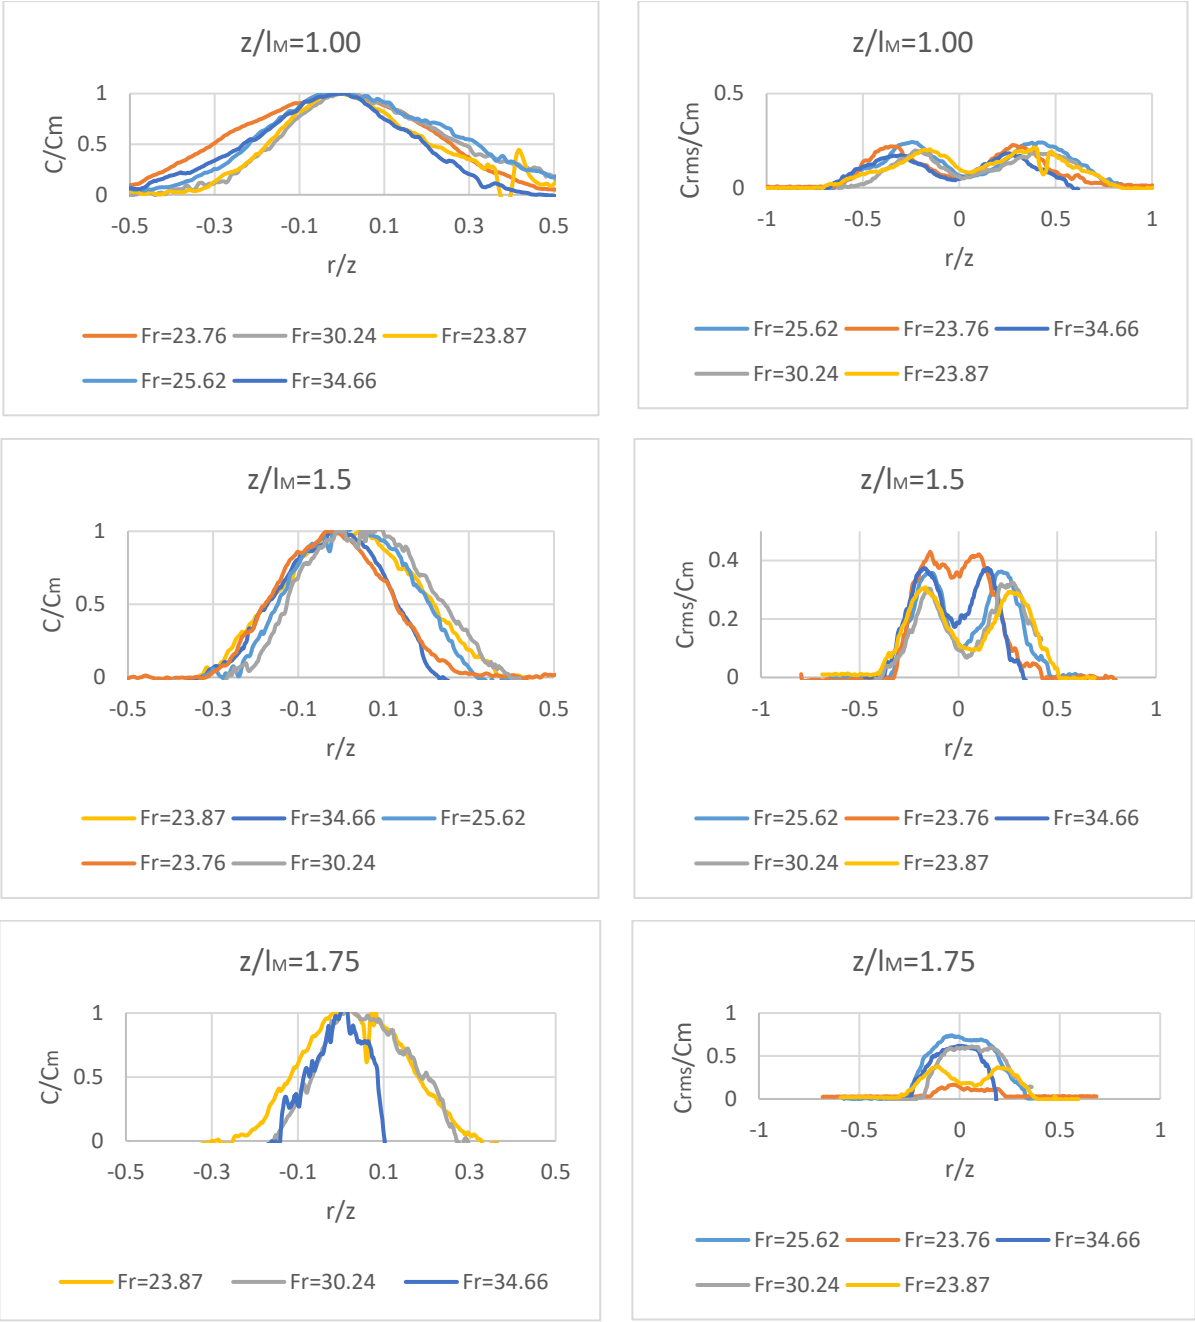 z/lM=1.00
C/Cm
1
0.5
0
-0.5 -0.3 -0.1 0.1 0.3 0.5
r/z
Fr=23.76 Fr=30.24 Fr=23.87
Fr=25.62 Fr=34.66
z/lM=1.00
Crms/Cm
0.5
0
-1 -0.5 0 0.5 1
r/z
Fr=25.62 Fr=23.76 Fr=34.66
Fr=30.24 Fr=23.87
z/lM=1.5
C/Cm
1
0.5
0
-0.5 -0.3 -0.1 0.1 0.3 0.5
r/z
Fr=23.87 Fr=34.66 Fr=25.62
Fr=23.76 Fr=30.24
z/lM=1.5
Crms/Cm
0.4
0.2
0
-1 -0.5 0 0.5 1
r/z
Fr=25.62 Fr=23.76 Fr=34.66
Fr=30.24 Fr=23.87
z/lM=1.75
C/Cm
1
0.5
0
-0.5 -0.3 -0.1 0.1 0.3 0.5
r/z
Fr=23.87 Fr=30.24 Fr=34.66
z/lM=1.75
Crms/Cm
1
0.5
0
-1 -0.5 0 0.5 1
r/z
Fr=25.62 Fr=23.76 Fr=34.66
Fr=30.24 Fr=23.87